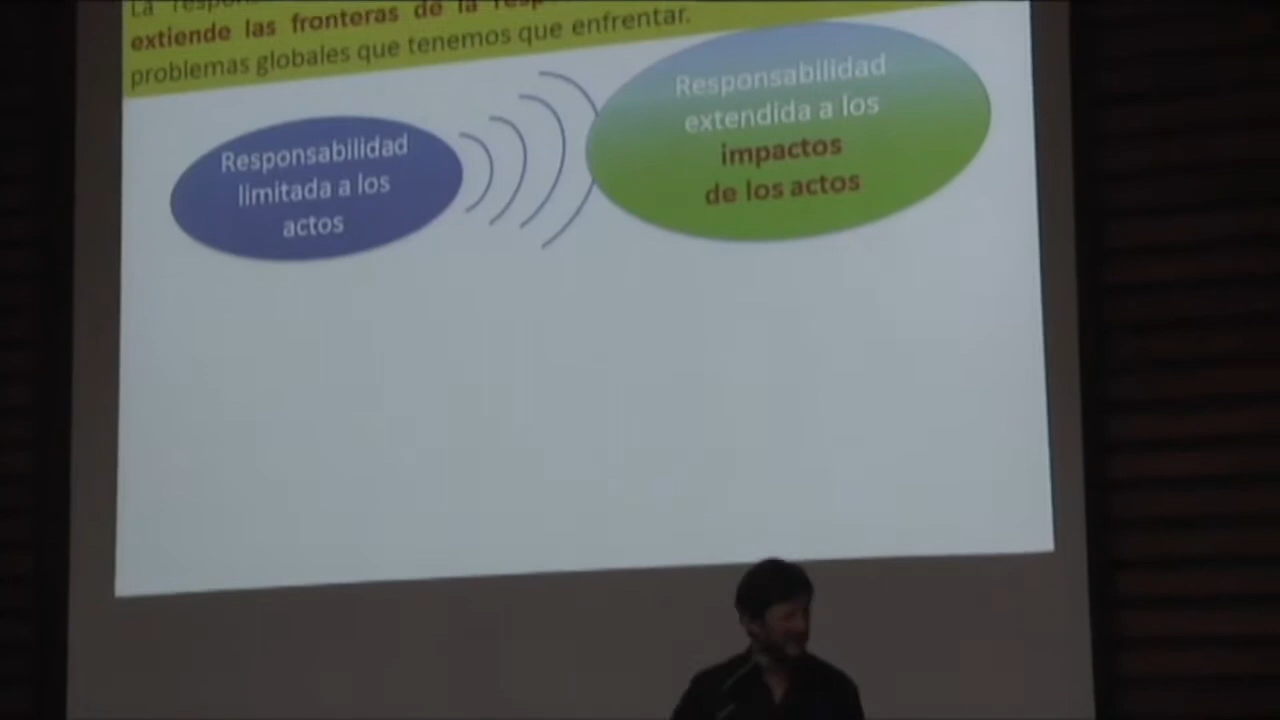 La
extiende las fronteras de la
problemas globales que tenemos que enfrentar.
Responsabilidad
limitada a los
actos
Responsabilidad
extendida a los
impactos
de los actos